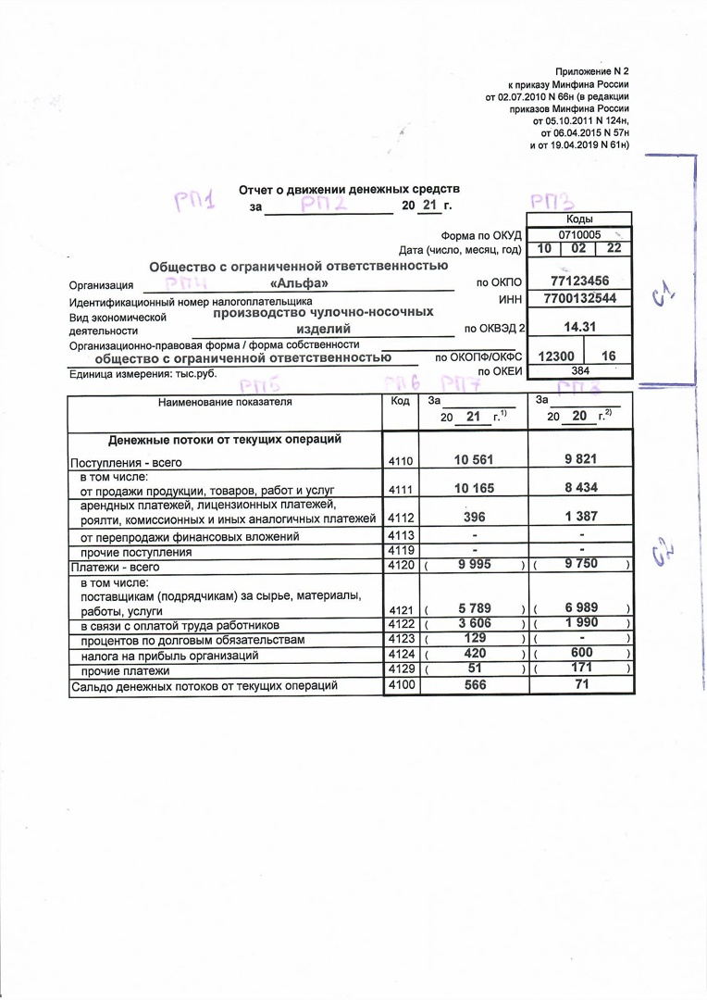 Приложение N 2
к приказу Минфина России
от 02.07.2010 N 66н (в редакции
приказов Минфина России
от 05.10.2011 N 124н,
от 06.04.2015 N 57н
и от 19.04.2019 N 61н)
Отчет о движении денежных средств
РП1 за РП2 20 21 г. РП3
Коды
Форма по ОКУД 0710005
Дата (число, месяц, год) 10 02 22
Общество с ограниченной ответственностью
Организация РП4 «Альфа» по ОКПО 77123456
С1
Идентификационный номер налогоплательщика ИНН 7700132544
Вид экономической производство чулочно-носочных
деятельности изделий по ОКВЭД 2 14.31
Организационно-правовая форма / форма собственности
общество с ограниченной ответственностью по ОКОПФ/ОКФС 12300 16
Единица измерения: тыс.руб. по ОКЕИ 384
РП5 РП6 РП7
Наименование показателя Код За За
20 21 г.1) 20 20 г.2)
Денежные потоки от текущих операций
Поступления - всего 4110 10 561 9 821
в том числе:
от продажи продукции, товаров, работ и услуг 4111 10 165 8 434
арендных платежей, лицензионных платежей,
роялти, комиссионных и иных аналогичных платежей 4112 396 1 387
от перепродажи финансовых вложений 4113 - -
прочие поступления 4119 - -
С2
Платежи - всего 4120 ( 9 995 ) ( 9 750 )
в том числе:
поставщикам (подрядчикам) за сырье, материалы,
работы, услуги 4121 ( 5 789 ) ( 6 989 )
в связи с оплатой труда работников 4122 ( 3 606 ) ( 1 990 )
процентов по долговым обязательствам 4123 ( 129 ) ( - )
налога на прибыль организаций 4124 ( 420 ) ( 600 )
прочие платежи 4129 ( 51 ) ( 171 )
Сальдо денежных потоков от текущих операций 4100 566 71